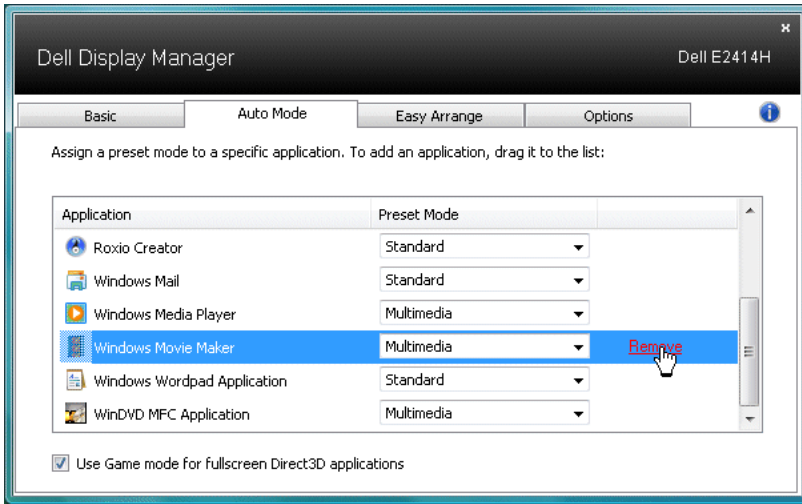 Dell Display Manager
Dell E2414H
Basic
Auto Mode
Easy Arrange
Options
Assign a preset mode to a specific application. To add an application, drag it to the list:
Application Preset Mode
Roxio Creator Standard
Windows Mail Standard
Windows Media Player Multimedia
Windows Movie Maker Multimedia Remove
Windows Wordpad Application Standard
WinDVD MFC Application Multimedia
Use Game mode for fullscreen Direct3D applications